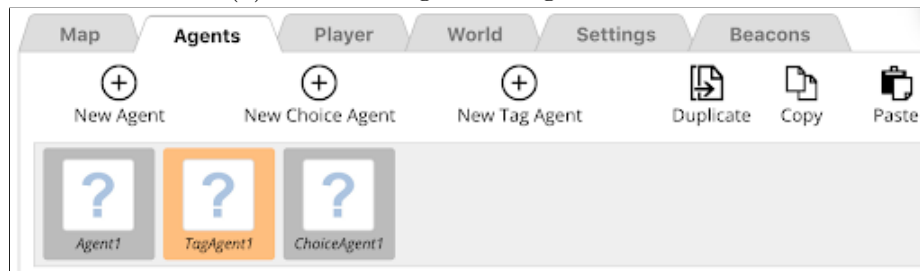 Map Agents Player World Settings Beacons
New Agent New Choice Agent New Tag Agent Duplicate Copy Paste
? ? ?
Agent1 TagAgent1 ChoiceAgent1